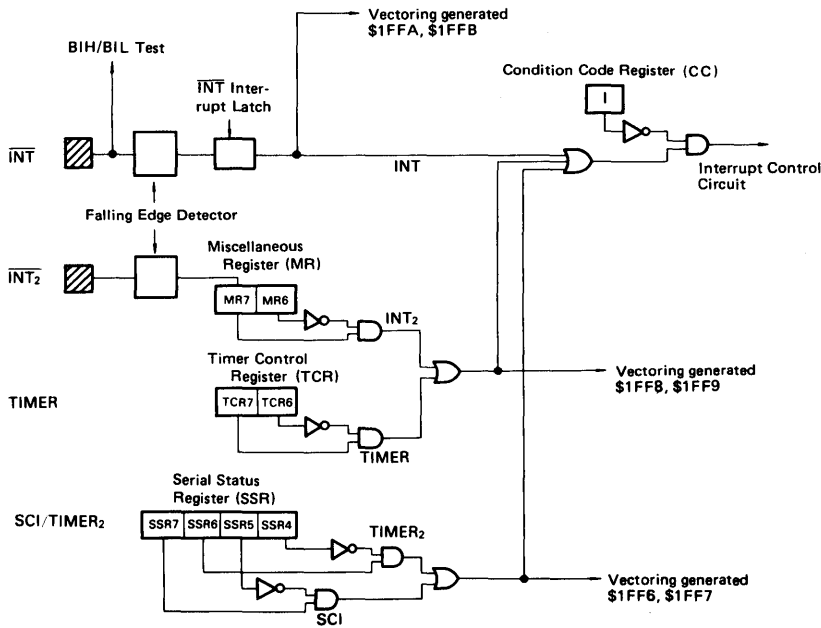 Vectoring generated
$1FFA, $1FFB
BIH/BIL Test
INT Inter-
rupt Latch
Condition Code Register (CC)
I
INT
INT
Interrupt Control
Circuit
Falling Edge Detector
Miscellaneous
Register (MR)
INT₂
MR7 MR6
INT₂
Timer Control
Register (TCR)
Vectoring generated
$1FF8, $1FF9
TIMER
TCR7 TCR6
TIMER
Serial Status
Register (SSR)
SCI/TIMER₂
SSR7 SSR6 SSR5 SSR4
TIMER₂
Vectoring generated
$1FF6, $1FF7
SCI